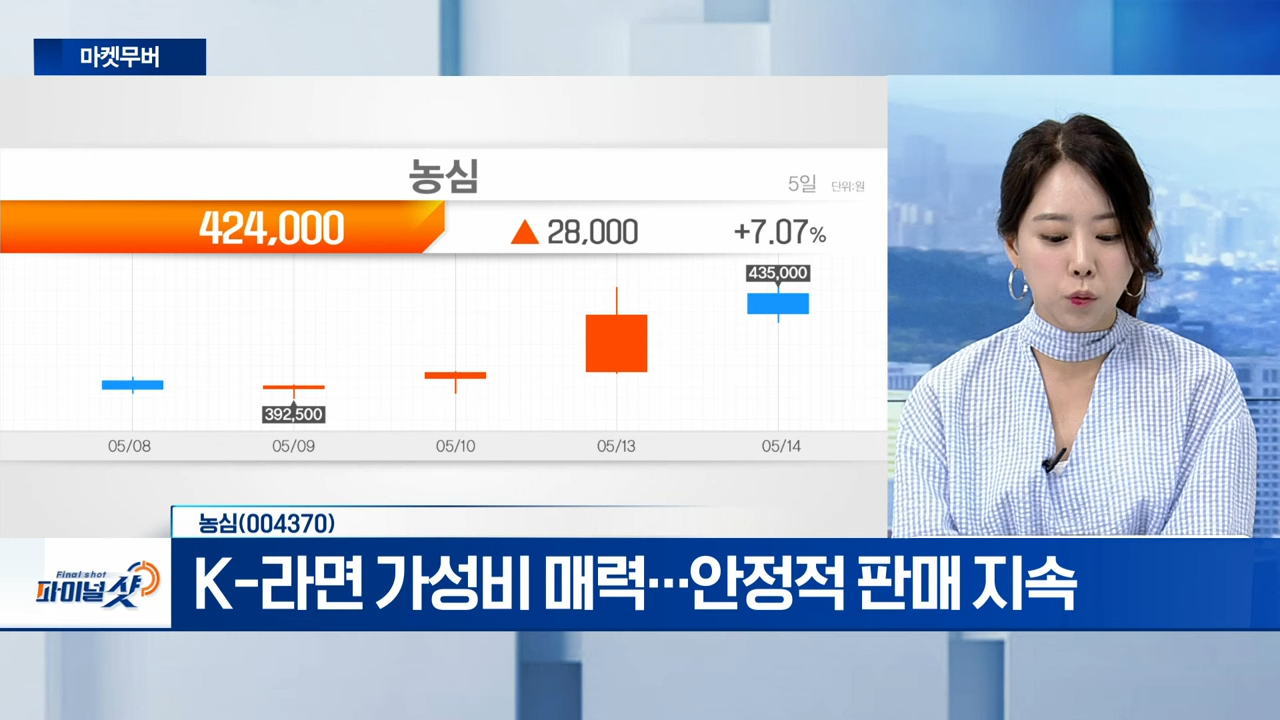 마켓무버
농심
5일 단위:원
424,000 ▲ 28,000 +7.07%
435,000
392,500
05/08 05/09 05/10 05/13 05/14
농심(004370)
Final shot
파이널샷
K-라면 가성비 매력…안정적 판매 지속